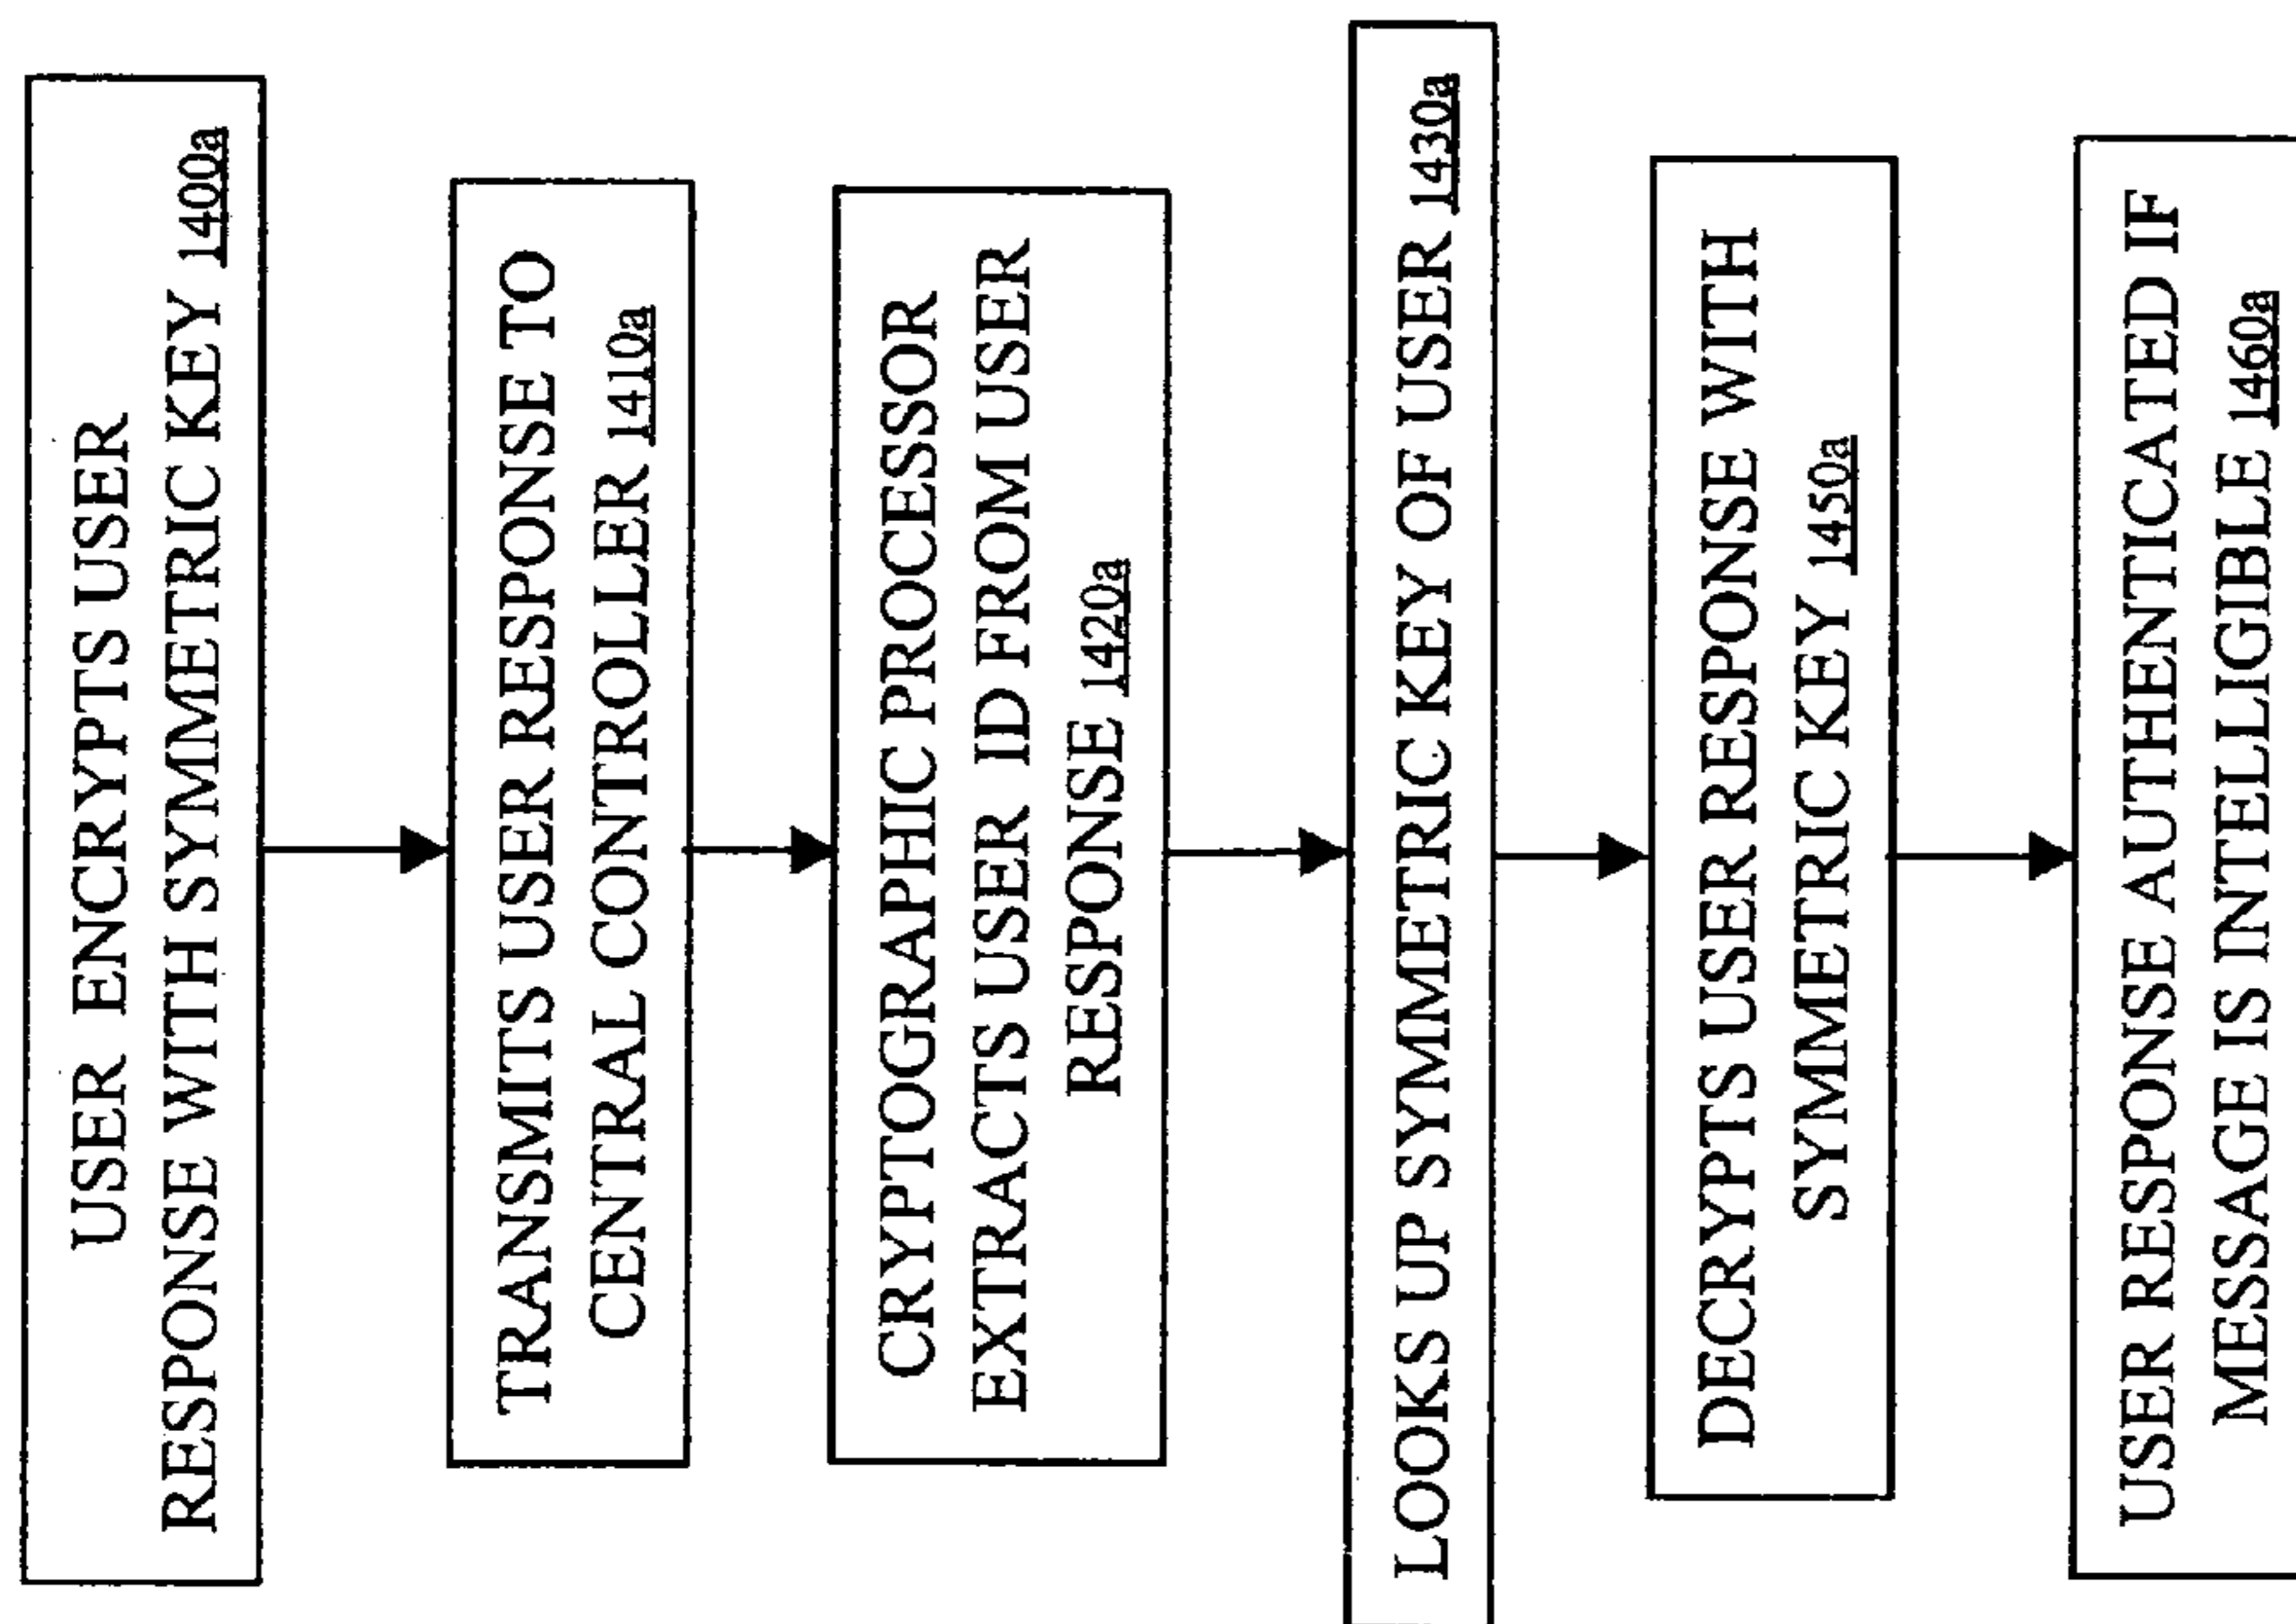 USER ENCRYPTS USER
RESPONSE WITH SYMMETRIC KEY 1400a
TRANSMITS USER RESPONSE TO
CENTRAL CONTROLLER 1410a
CRYPTOGRAPHIC PROCESSOR
EXTRACTS USER ID FROM USER
RESPONSE 1420a
LOOKS UP SYMMETRIC KEY OF USER 1430a
DECRYPTS USER RESPONSE WITH
SYMMETRIC KEY 1450a
USER RESPONSE AUTHENTICATED IF
MESSAGE IS INTELLIGIBLE 1460a